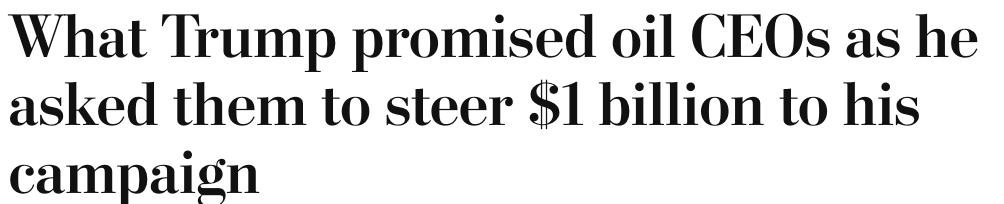 What Trump promised oil CEOs as he
asked them to steer $1 billion to his
campaign